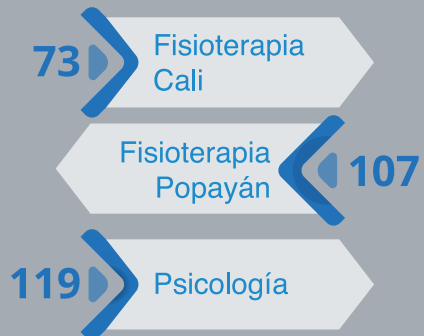 73
Fisioterapia
Cali
Fisioterapia
Popayán
107
119
Psicología